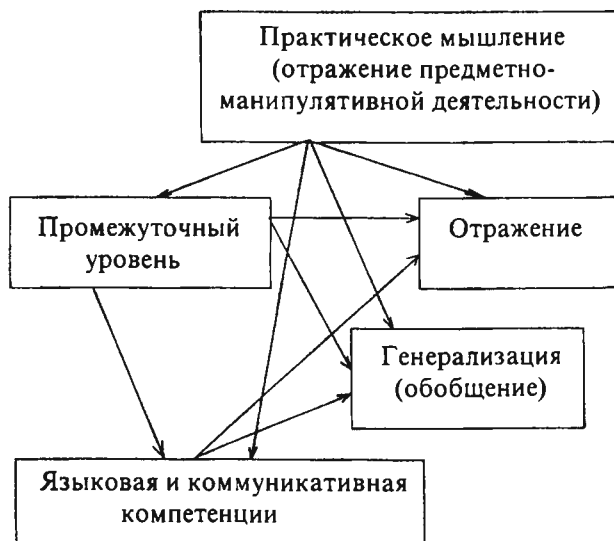 Практическое мышление
(отражение предметно-
манипулятивной деятельности)
Промежуточный
уровень
Отражение
Генерализация
(обобщение)
Языковая и коммуникативная
компетенции